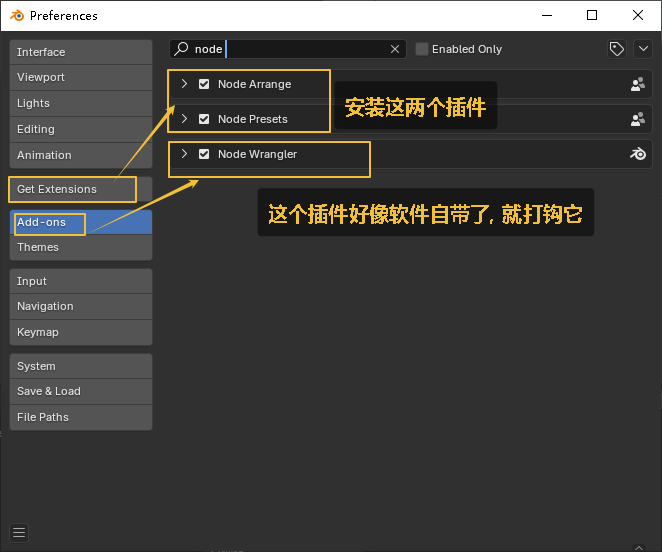 Preferences
Interface
Viewport
Lights
Editing
Animation
Get Extensions
Add-ons
Themes
Input
Navigation
Keymap
System
Save & Load
File Paths
node
Enabled Only
Node Arrange
Node Presets
安装这两个插件
Node Wrangler
这个插件好像软件自带了, 就打钩它